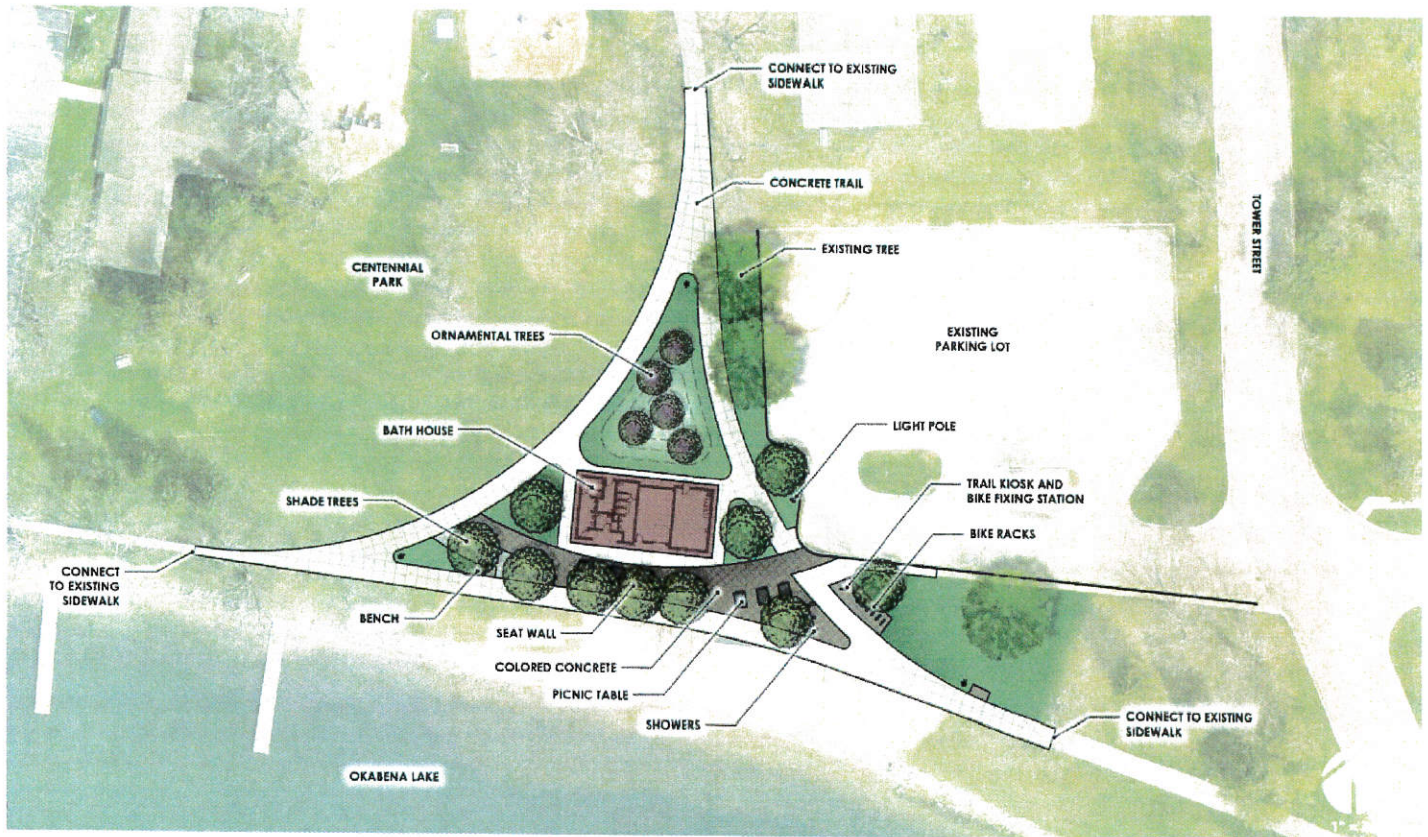 CONNECT TO EXISTING
SIDEWALK
CONCRETE TRAIL
TOWER STREET
EXISTING TREE
CENTENNIAL
PARK
ORNAMENTAL TREES
EXISTING
PARKING LOT
BATH HOUSE
LIGHT POLE
TRAIL KIOSK AND
BIKE FIXING STATION
SHADE TREES
BIKE RACKS
CONNECT
TO EXISTING
SIDEWALK
BENCH
SEAT WALL
COLORED CONCRETE
PICNIC TABLE
SHOWERS
CONNECT TO EXISTING
SIDEWALK
OKABENA LAKE